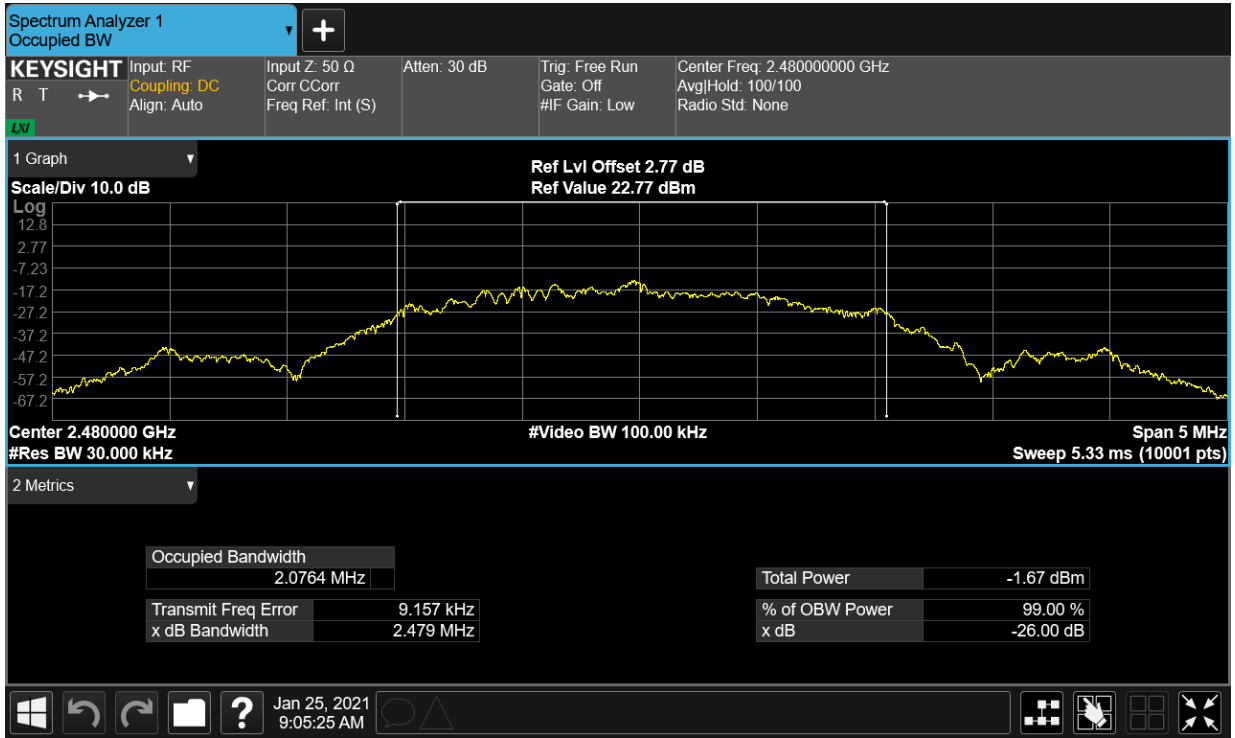 Spectrum Analyzer 1
Occupied BW
KEYSIGHT
R T
LXI
Input: RF
Coupling: DC
Align: Auto
Input Z: 50 Ω
Corr CCorr
Freq Ref: Int (S)
Atten: 30 dB
Trig: Free Run
Gate: Off
#IF Gain: Low
Center Freq: 2.480000000 GHz
Avg|Hold: 100/100
Radio Std: None
1 Graph
Scale/Div 10.0 dB
Ref Lvl Offset 2.77 dB
Ref Value 22.77 dBm
Log
12.8
2.77
-7.23
-17.2
-27.2
-37.2
-47.2
-57.2
-67.2
Center 2.480000 GHz
#Video BW 100.00 kHz
Span 5 MHz
#Res BW 30.000 kHz
Sweep 5.33 ms (10001 pts)
2 Metrics
Occupied Bandwidth
2.0764 MHz
Transmit Freq Error 9.157 kHz
x dB Bandwidth 2.479 MHz
Total Power -1.67 dBm
% of OBW Power 99.00 %
x dB -26.00 dB
?
Jan 25, 2021
9:05:25 AM